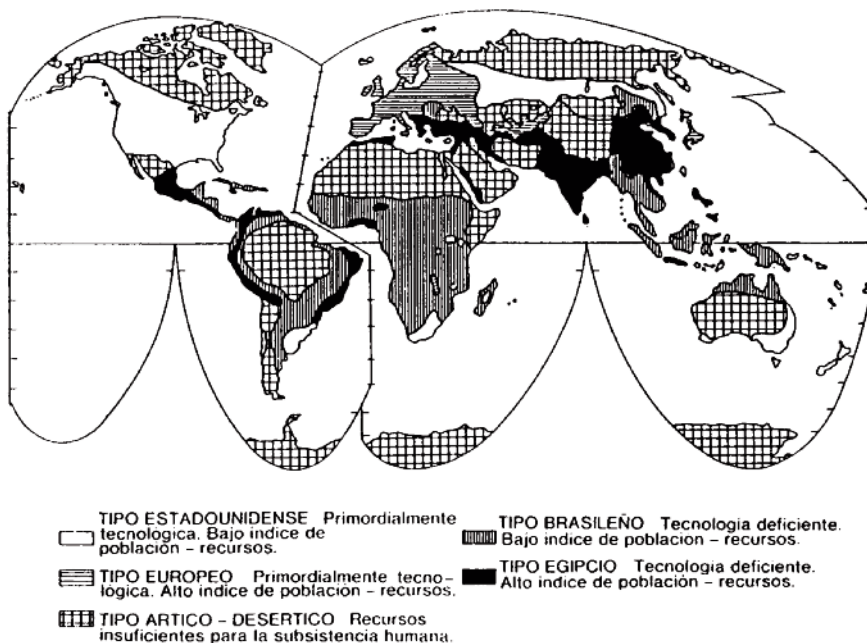 TIPO ESTADOUNIDENSE Primordialmente
tecnológica. Bajo indice de
población – recursos.
TIPO EUROPEO Primordialmente tecno-
lógica. Alto indice de población – recursos.
TIPO ARTICO – DESERTICO Recursos
insuficientes para la subsistencia humana.
TIPO BRASILEÑO Tecnologia deficiente.
Bajo indice de población – recursos.
TIPO EGIPCIO Tecnologia deficiente.
Alto indice de población – recursos.